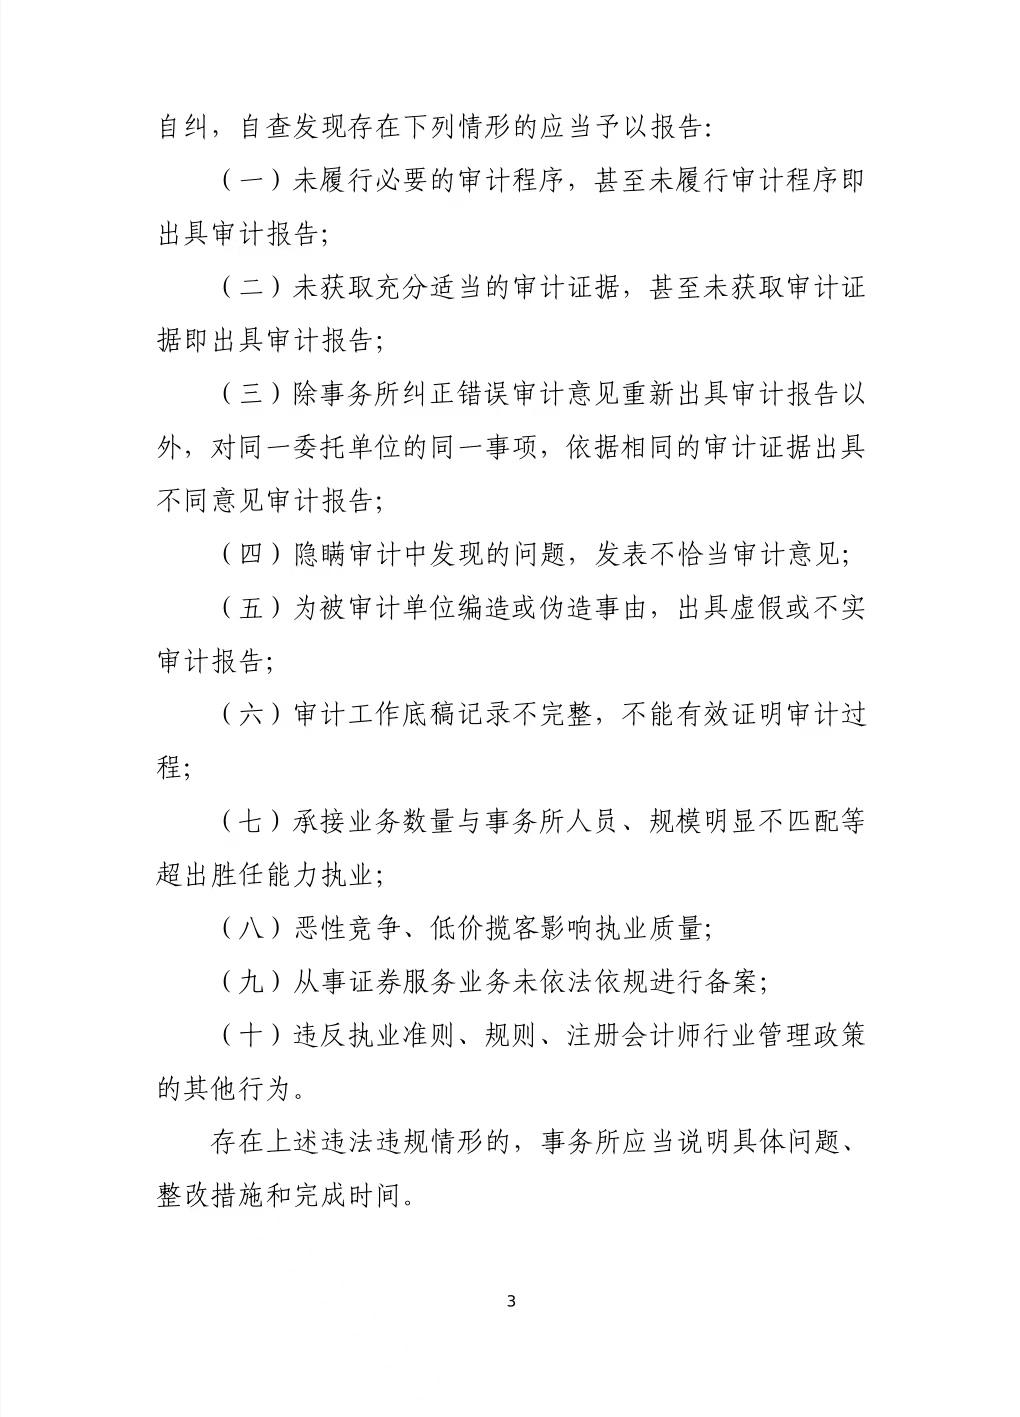 自纠，自查发现存在下列情形的应当予以报告：
（一）未履行必要的审计程序，甚至未履行审计程序即
出具审计报告；
（二）未获取充分适当的审计证据，甚至未获取审计证
据即出具审计报告；
（三）除事务所纠正错误审计意见重新出具审计报告以
外，对同一委托单位的同一事项，依据相同的审计证据出具
不同意见审计报告；
（四）隐瞒审计中发现的问题，发表不恰当审计意见；
（五）为被审计单位编造或伪造事由，出具虚假或不实
审计报告；
（六）审计工作底稿记录不完整，不能有效证明审计过
程；
（七）承接业务数量与事务所人员、规模明显不匹配等
超出胜任能力执业；
（八）恶性竞争、低价揽客影响执业质量；
（九）从事证券服务业务未依法依规进行备案；
（十）违反执业准则、规则、注册会计师行业管理政策
的其他行为。
存在上述违法违规情形的，事务所应当说明具体问题、
整改措施和完成时间。
3